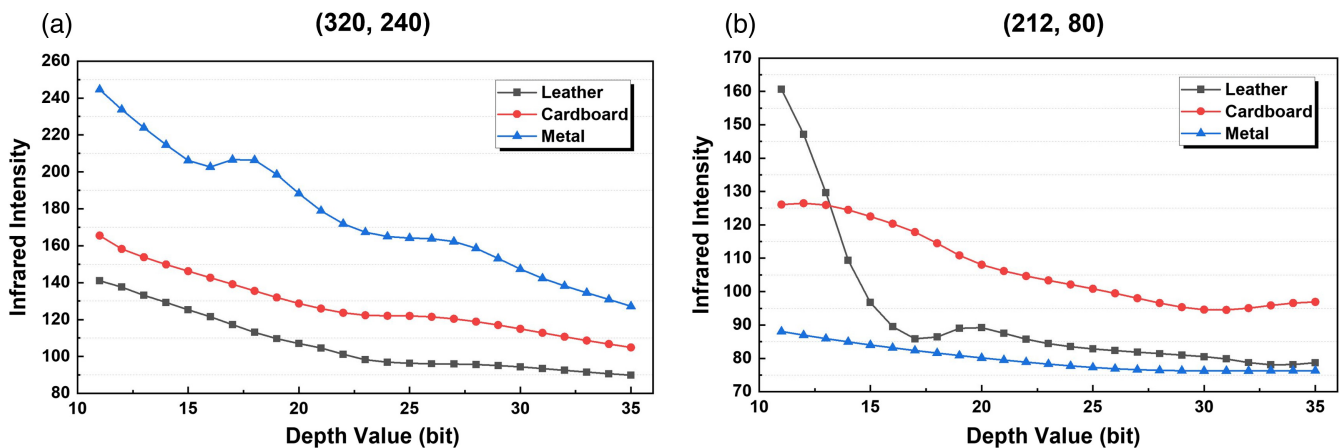 (a)
(320, 240)
260
240
220
200
180
160
140
120
100
80
Infrared Intensity
Leather
Cardboard
Metal
10 15 20 25 30 35
Depth Value (bit)
(b)
(212, 80)
170
160
150
140
130
120
110
100
90
80
70
Infrared Intensity
Leather
Cardboard
Metal
10 15 20 25 30 35
Depth Value (bit)